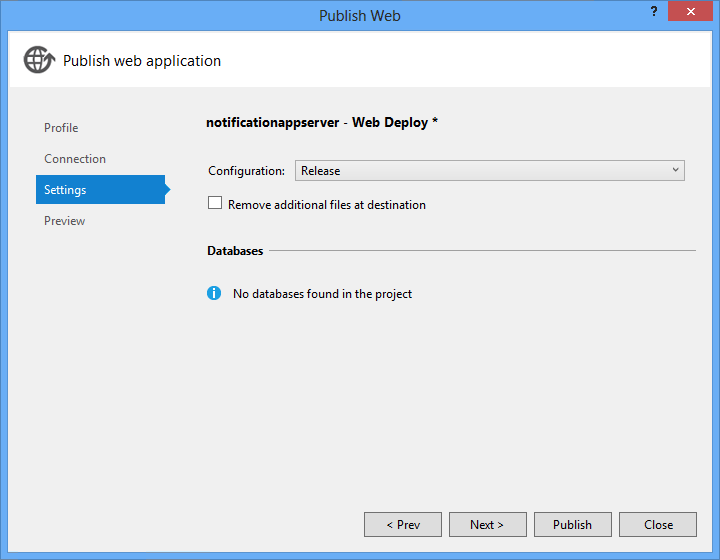 Publish Web
?
Publish web application
Profile
Connection
Settings
Preview
notificationappserver - Web Deploy *
Configuration: Release
Remove additional files at destination
Databases
No databases found in the project
< Prev Next > Publish Close